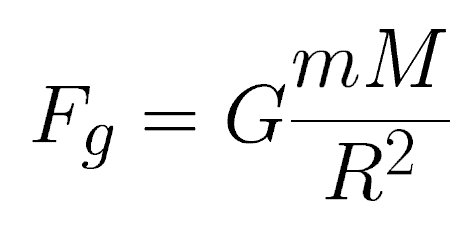 F_g = G \frac{mM}{R^2}